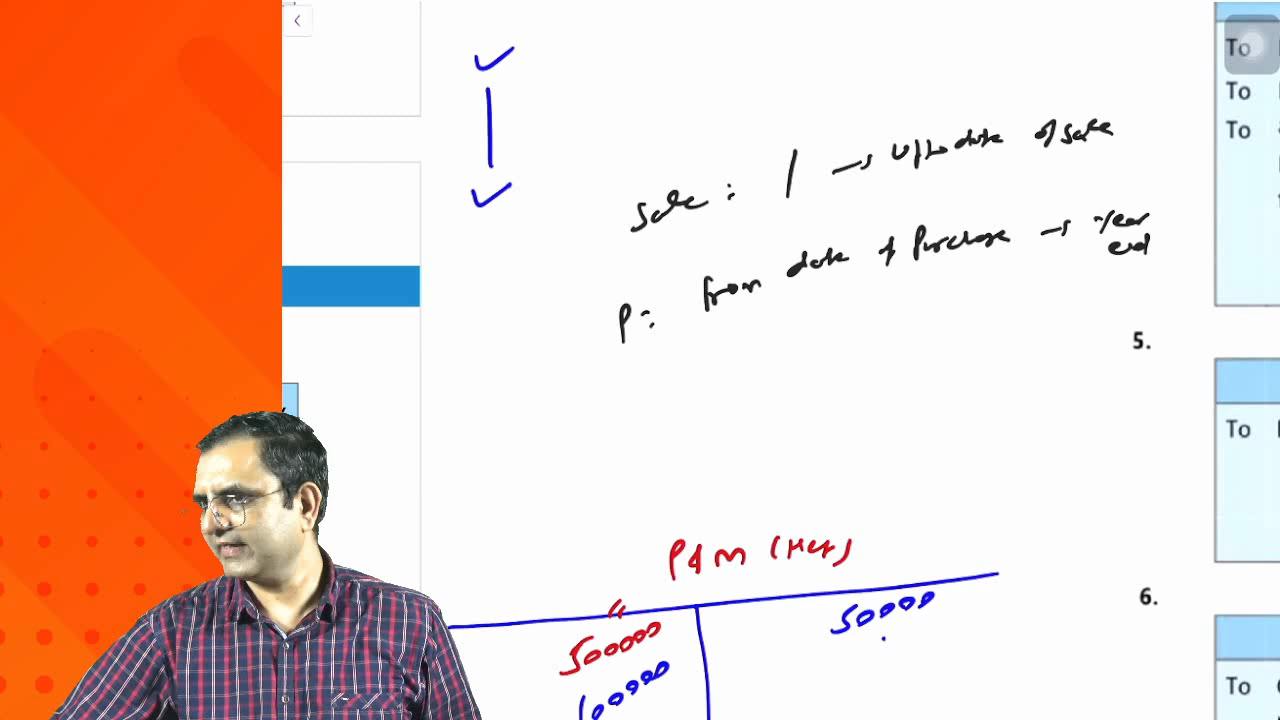 Sale : / → upto date of sale
P : from date of purchase → year
end
5.
P & M (Net)
500000
100000
50000
6.
To
To
To
To
To